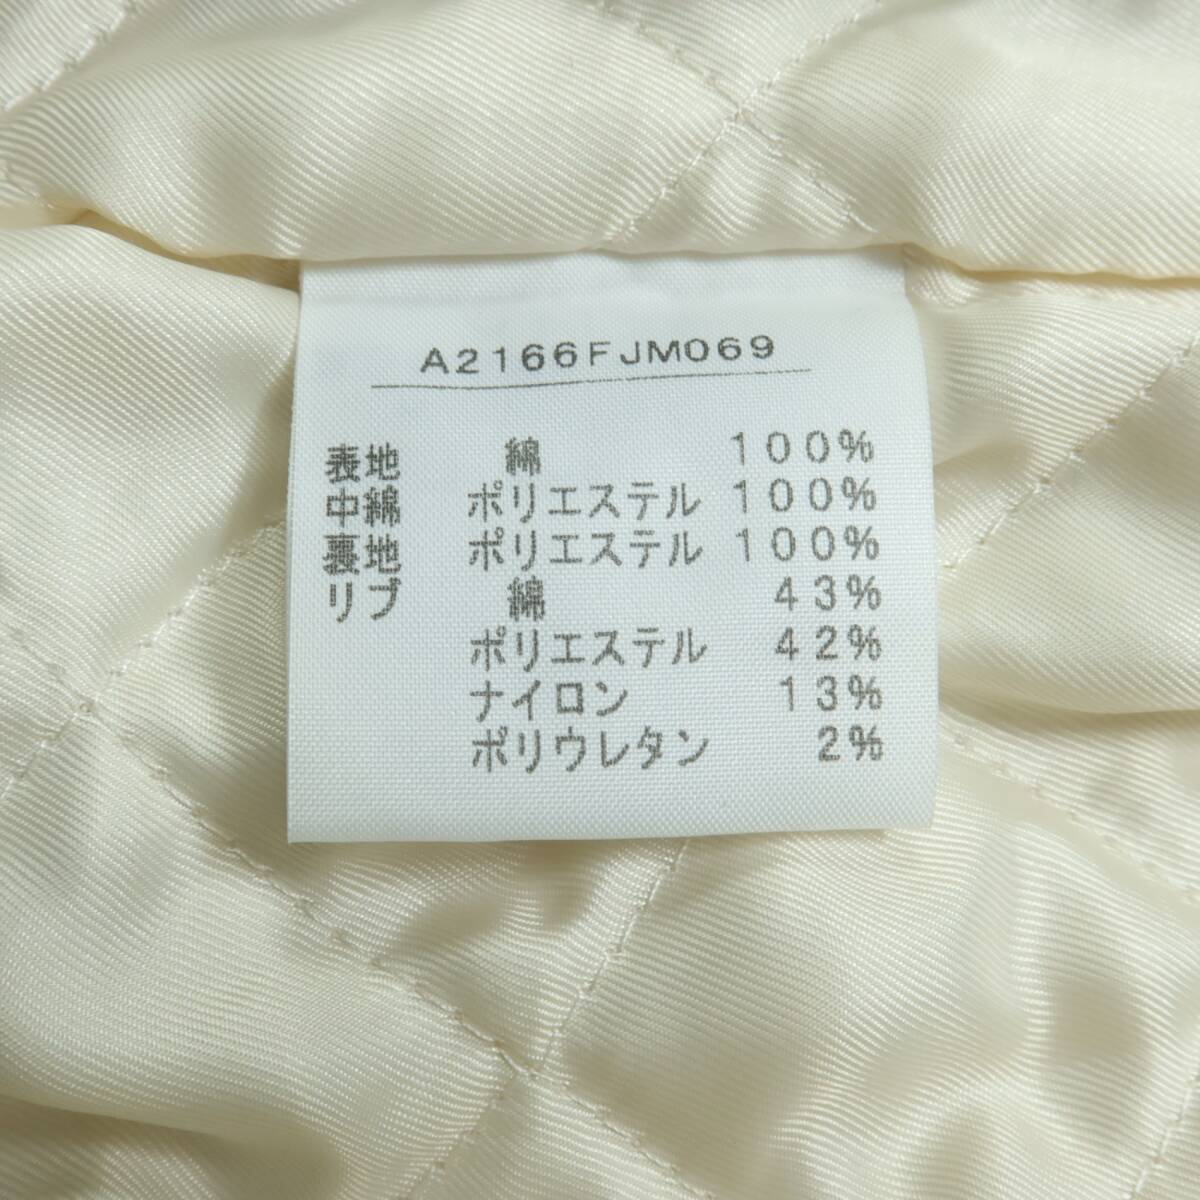 A2166FJM069
表地 綿 100%
中綿 ポリエステル 100%
裏地 ポリエステル 100%
リブ 綿 43%
ポリエステル 42%
ナイロン 13%
ポリウレタン 2%